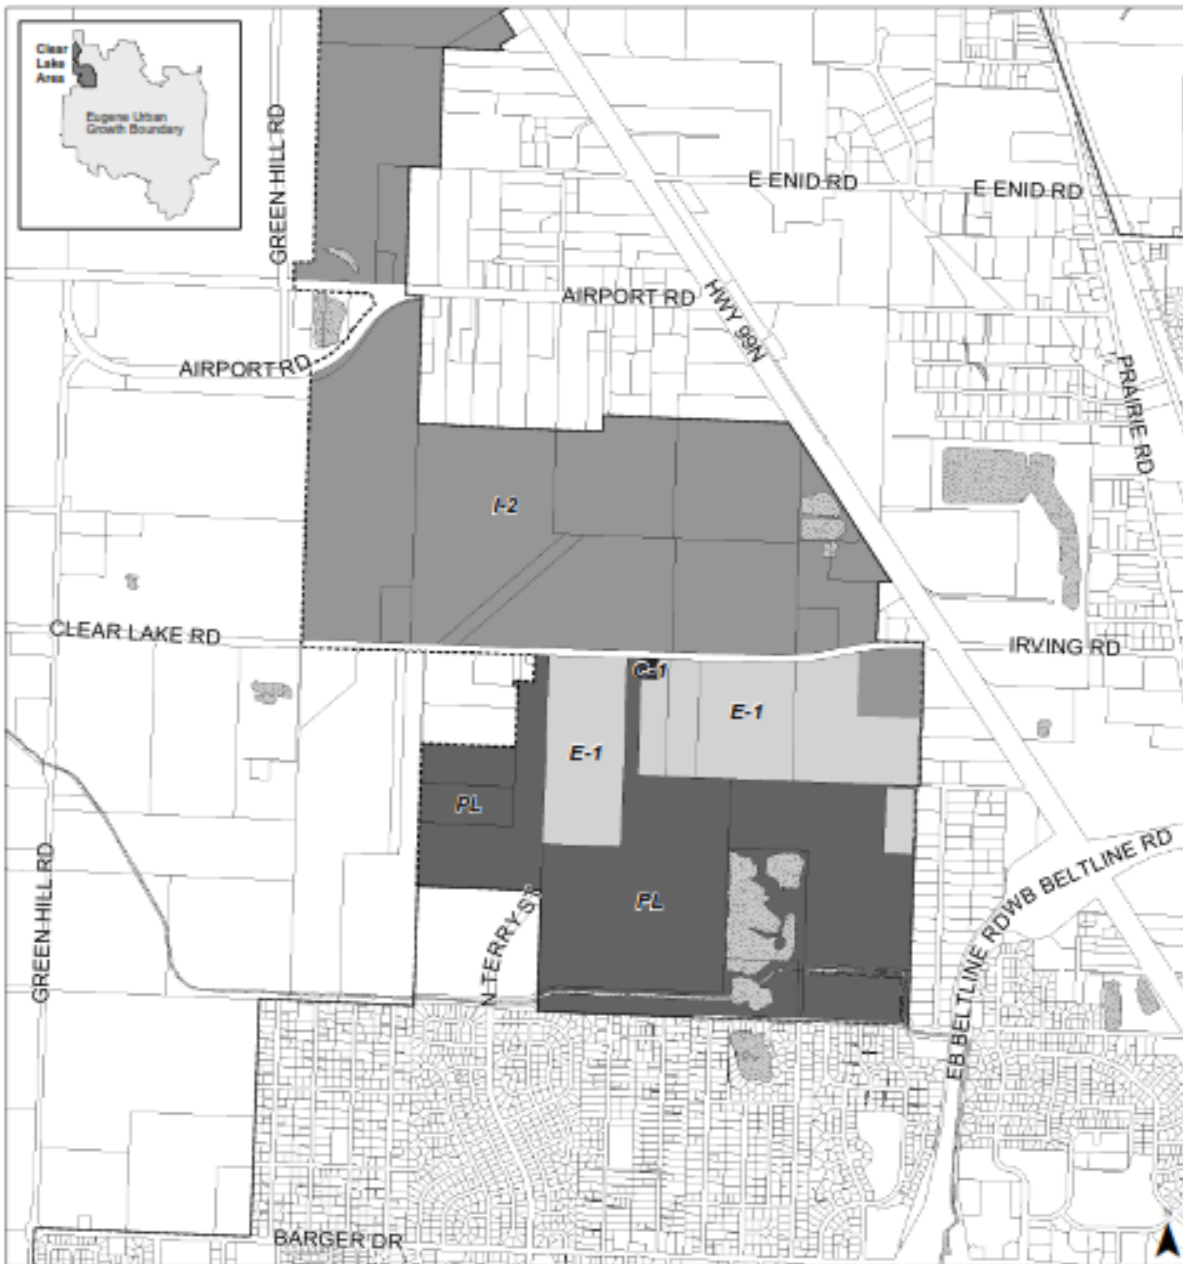 Clear
Lake
Area
Eugene Urban
Growth Boundary
GREEN HILL RD
E ENID RD
E ENID RD
AIRPORT RD
HWY 99N
AIRPORT RD
PRAIRIE RD
I-2
CLEAR LAKE RD
IRVING RD
C-1
E-1
E-1
PL
PL
GREEN HILL RD
N TERRY ST
EB BELTLINE RD
WB BELTLINE RD
BARGER DR